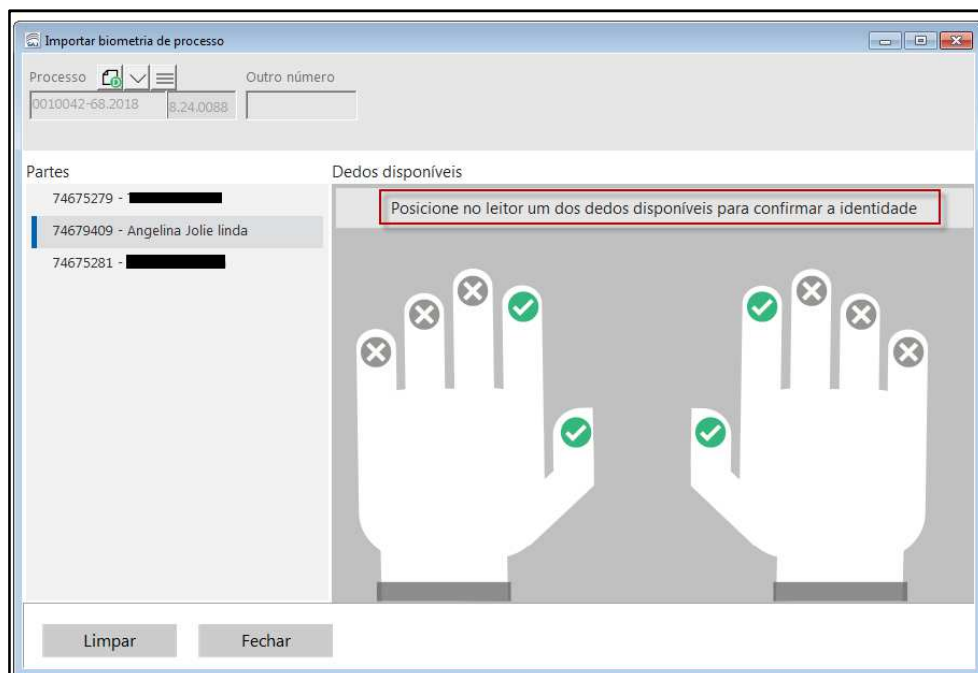 Importar biometria de processo
Processo Outro número
0010042-68.2018 8.24.0088
Partes Dedos disponíveis
74675279 -
Posicione no leitor um dos dedos disponíveis para confirmar a identidade
74679409 - Angelina Jolie linda
74675281 -
Limpar Fechar